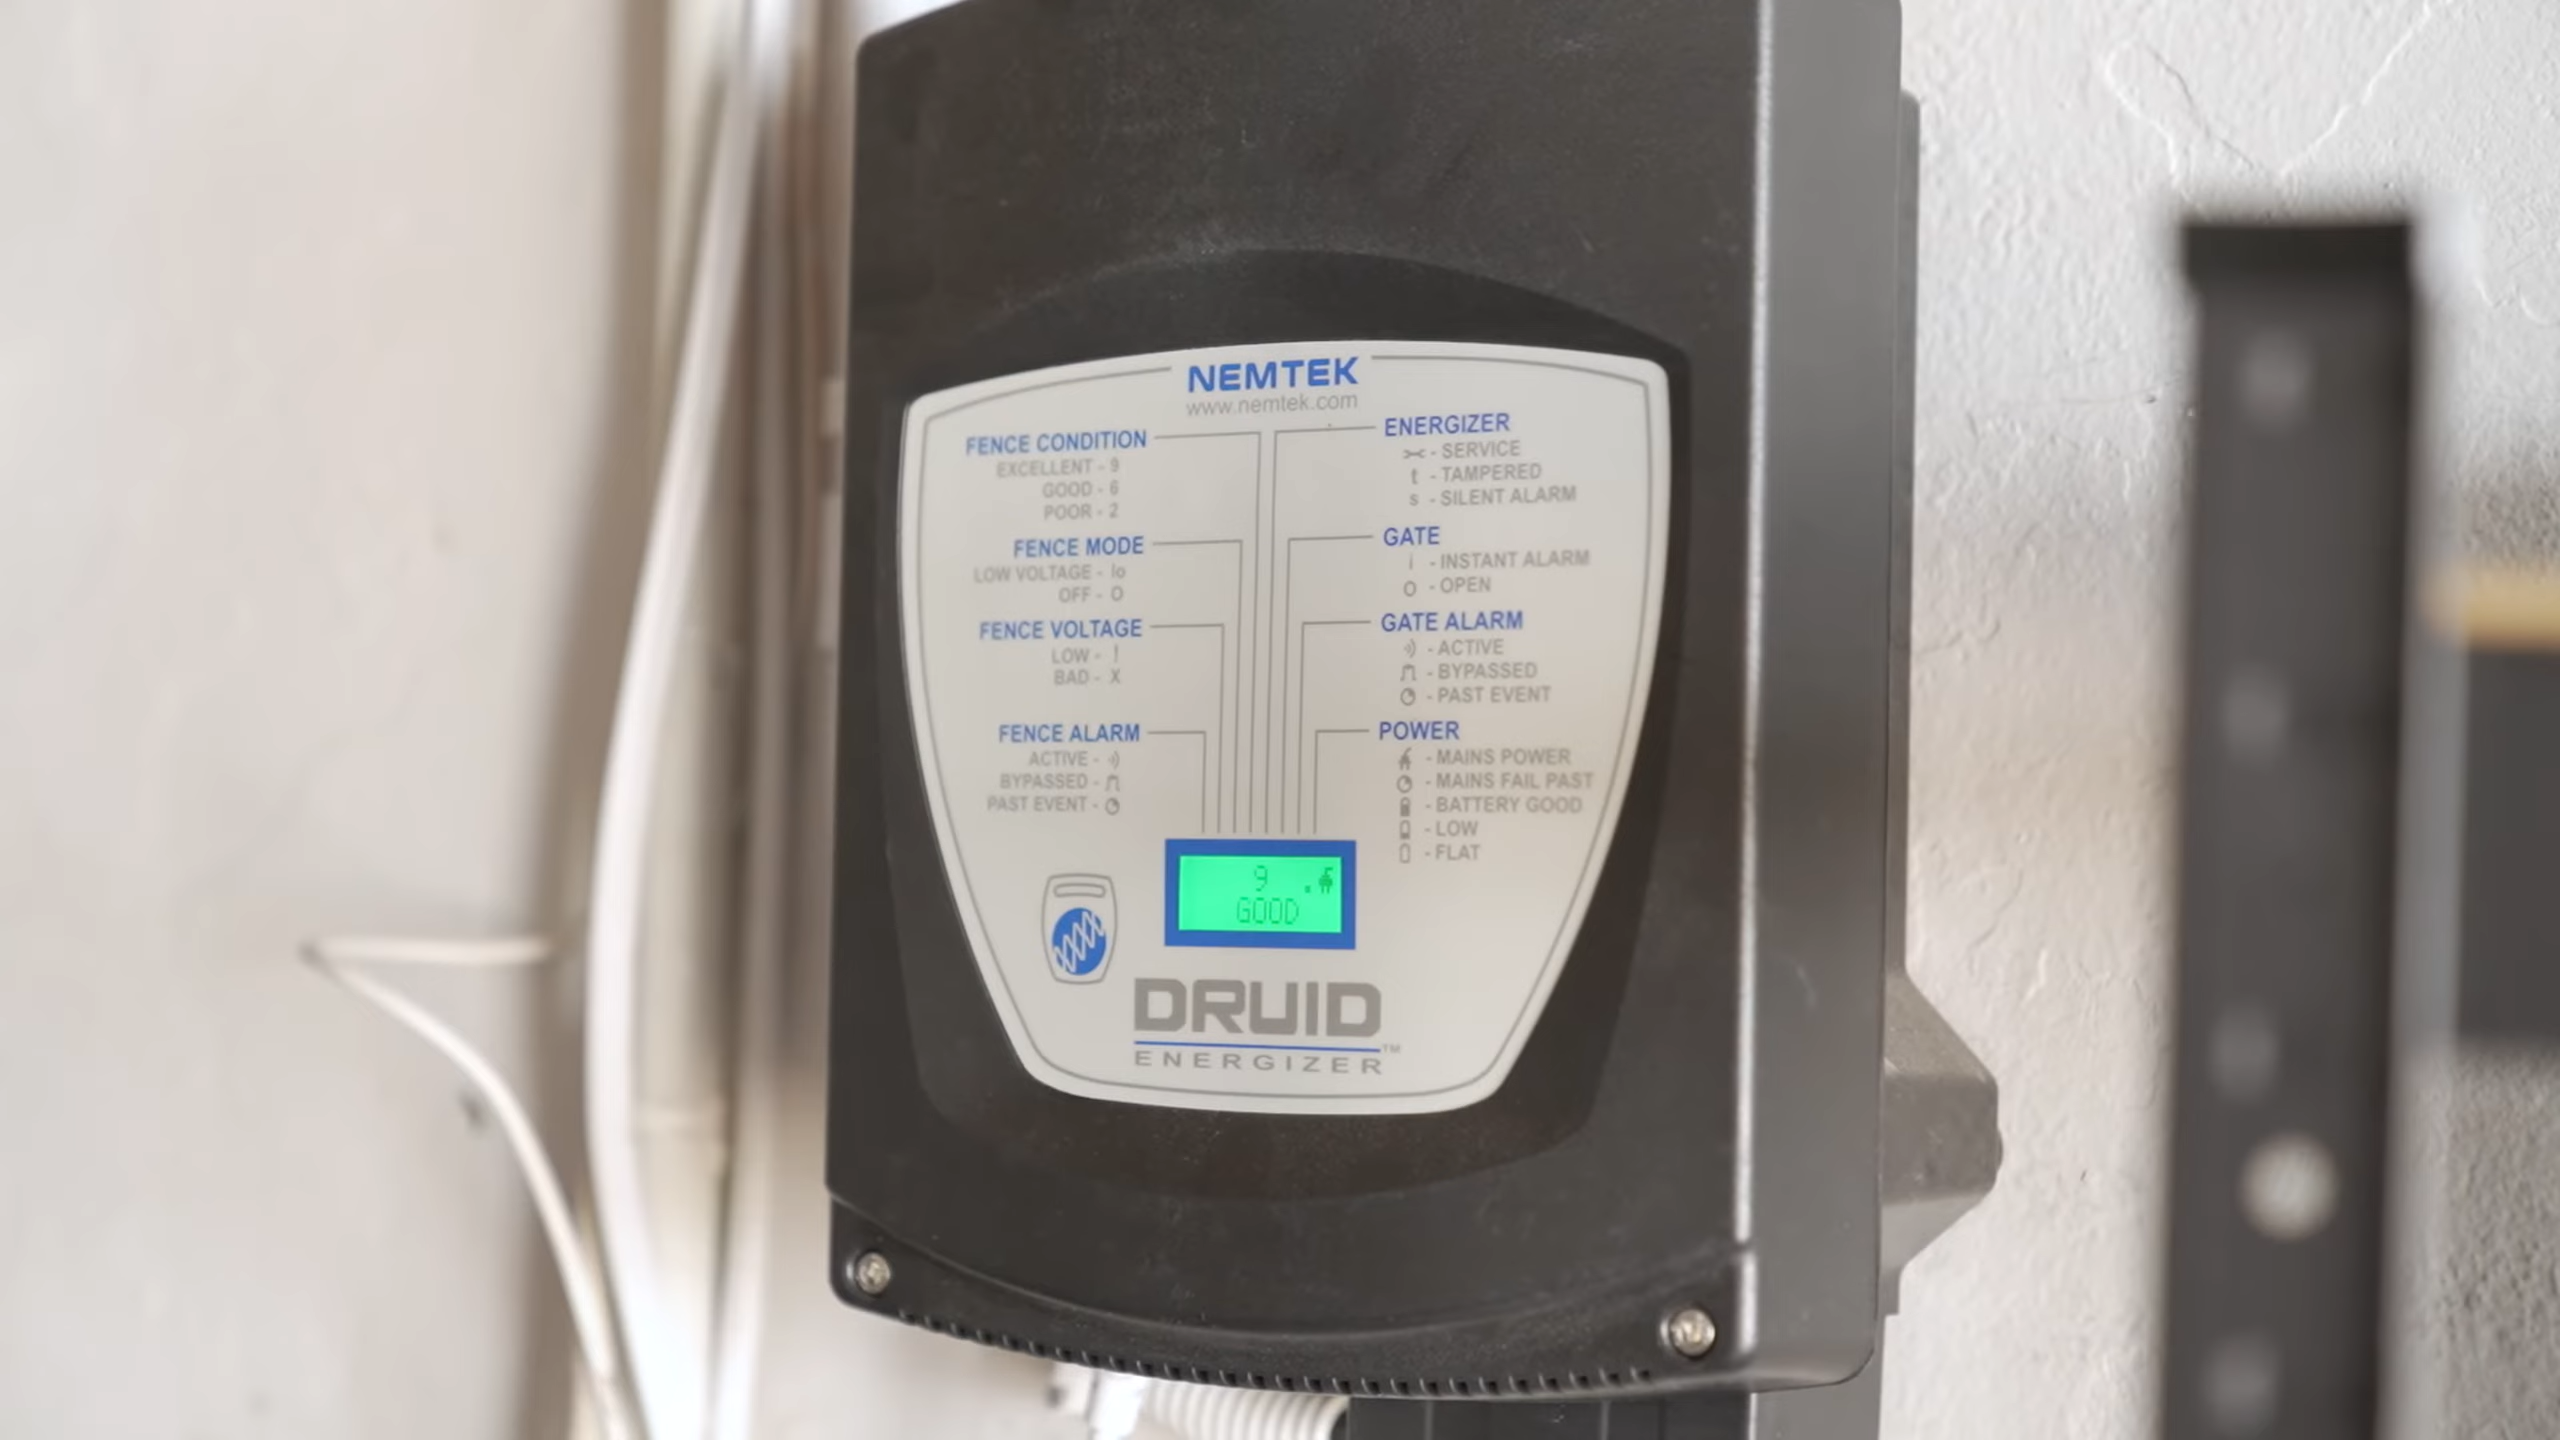 NEMTEK
www.nemtek.com
FENCE CONDITION
EXCELLENT - 9
GOOD - 6
POOR - 2
FENCE MODE
LOW VOLTAGE - lo
OFF - O
FENCE VOLTAGE
LOW - !
BAD - X
FENCE ALARM
ACTIVE -
BYPASSED -
PAST EVENT -
ENERGIZER
- SERVICE
t - TAMPERED
s - SILENT ALARM
GATE
i - INSTANT ALARM
O - OPEN
GATE ALARM
- ACTIVE
- BYPASSED
- PAST EVENT
POWER
- MAINS POWER
- MAINS FAIL PAST
- BATTERY GOOD
- LOW
- FLAT
9 .
GOOD
DRUID
™
ENERGIZER